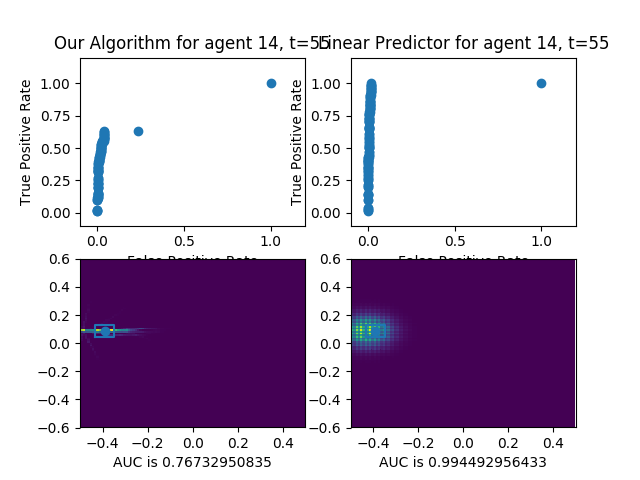 Our Algorithm for agent 14, t=55
Linear Predictor for agent 14, t=55
True Positive Rate
1.00
0.75
0.50
0.25
0.00
0.0 0.5 1.0
False Positive Rate
True Positive Rate
1.00
0.75
0.50
0.25
0.00
0.0 0.5 1.0
False Positive Rate
0.6
0.4
0.2
0.0
−0.2
−0.4
−0.6
−0.4 −0.2 0.0 0.2 0.4
AUC is 0.76732950835
0.6
0.4
0.2
0.0
−0.2
−0.4
−0.6
−0.4 −0.2 0.0 0.2 0.4
AUC is 0.994492956433